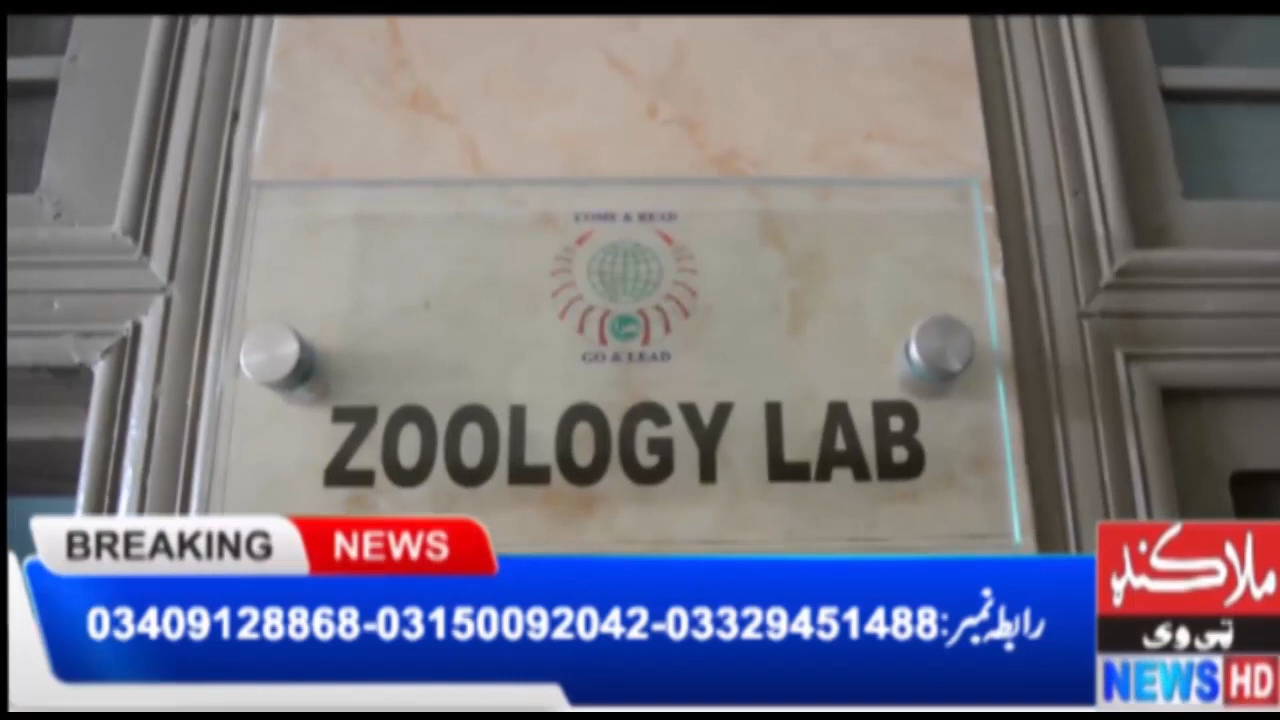 COME & READ
GO & LEAD
ZOOLOGY LAB
BREAKING NEWS
رابطہ نمبر:03329451488-03150092042-03409128868
ملاکنڈ
ٹی وی
NEWS HD